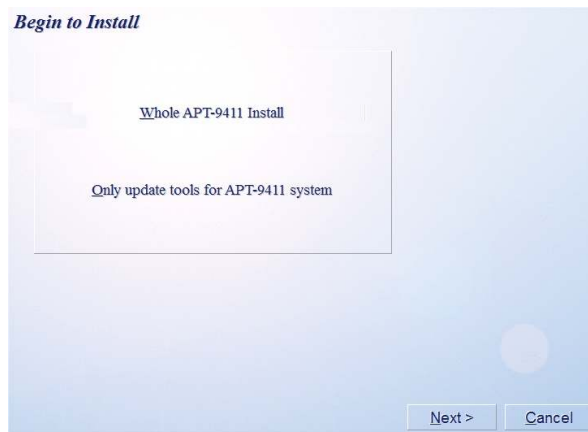 Begin to Install
Whole APT-9411 Install
Only update tools for APT-9411 system
Next >
Cancel